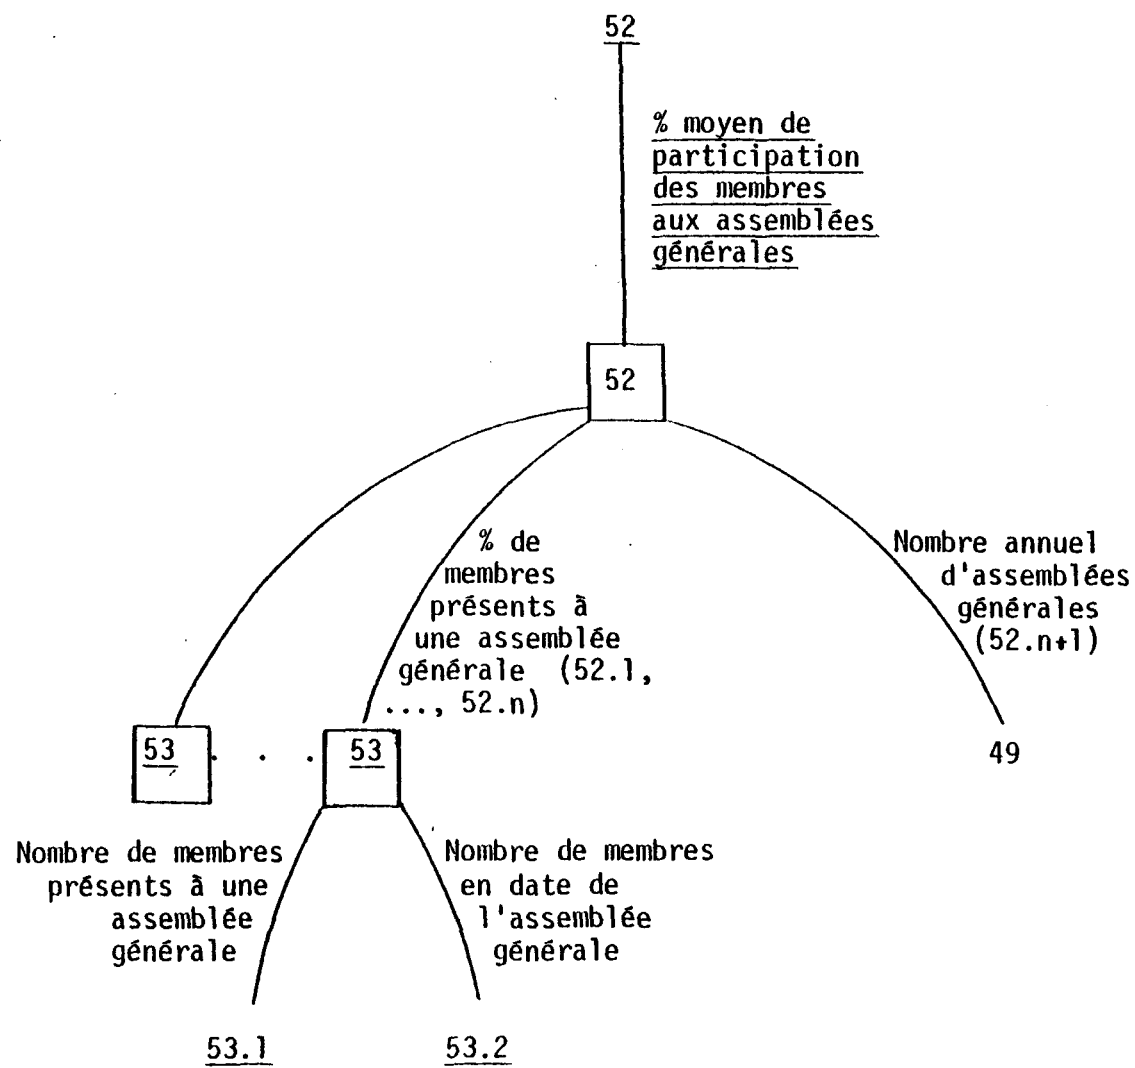 52
% moyen de
participation
des membres
aux assemblées
générales
52
% de
membres
présents à
une assemblée
générale (52.1,
..., 52.n)
Nombre annuel
d'assemblées
générales
(52.n+1)
53 . . . 53
49
Nombre de membres
présents à une
assemblée
générale
Nombre de membres
en date de
l'assemblée
générale
53.1
53.2